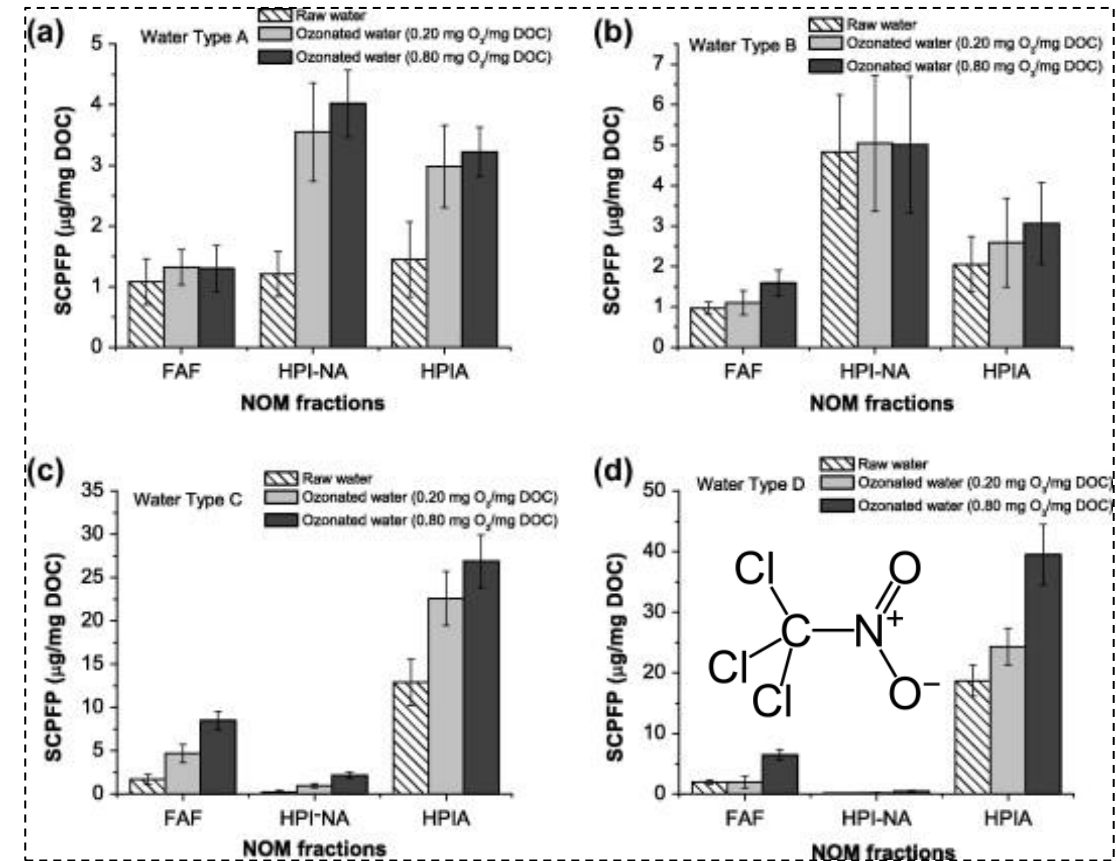 (a)
Water Type A
Raw water
Ozonated water (0.20 mg O3/mg DOC)
Ozonated water (0.80 mg O3/mg DOC)
5
4
3
2
1
0
SCPFP (µg/mg DOC)
FAF HPI-NA HPIA
NOM fractions
(b)
Water Type B
Raw water
Ozonated water (0.20 mg O3/mg DOC)
Ozonated water (0.80 mg O3/mg DOC)
7
6
5
4
3
2
1
0
SCPFP (µg/mg DOC)
FAF HPI-NA HPIA
NOM fractions
(c)
Water Type C
Raw water
Ozonated water (0.20 mg O3/mg DOC)
Ozonated water (0.80 mg O3/mg DOC)
35
30
25
20
15
10
5
0
SCPFP (µg/mg DOC)
FAF HPI-NA HPIA
NOM fractions
(d)
Water Type D
Raw water
Ozonated water (0.20 mg O3/mg DOC)
Ozonated water (0.80 mg O3/mg DOC)
50
40
30
20
10
0
SCPFP (µg/mg DOC)
Cl O
C N+
Cl
Cl O−
FAF HPI-NA HPIA
NOM fractions